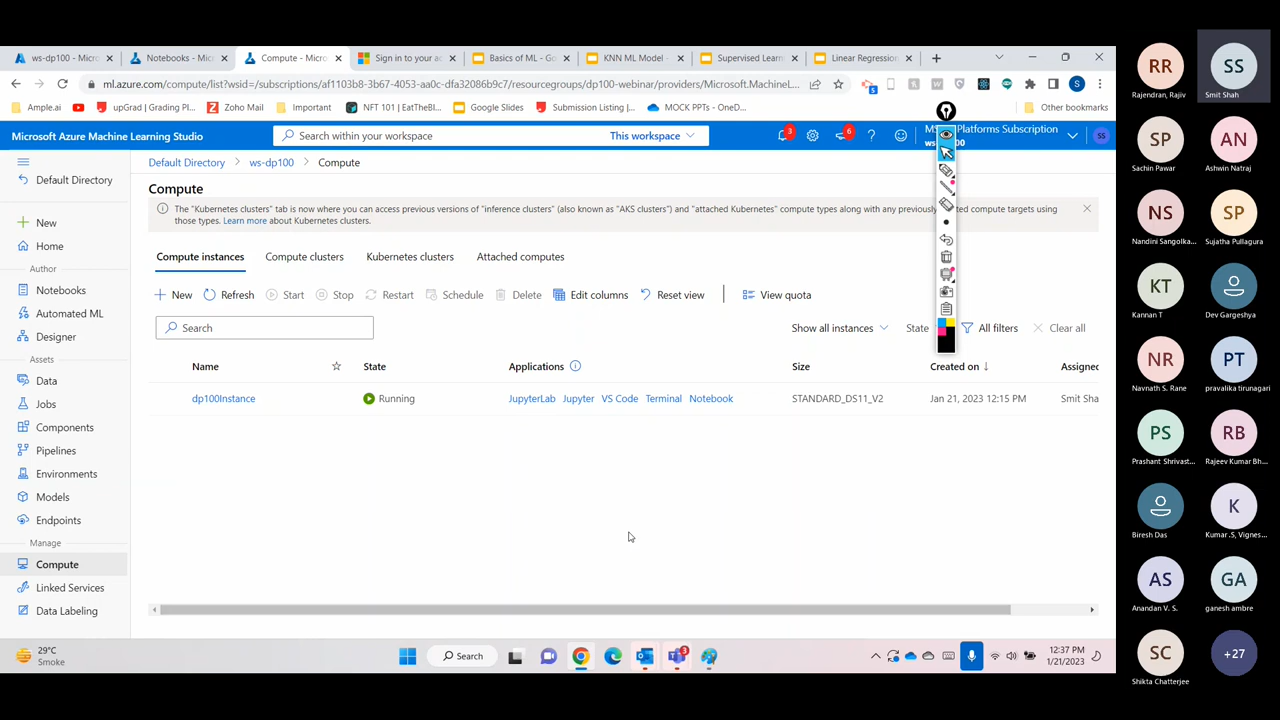 ws-dp100 - Micro
Notebooks - Micros
Compute - Microso
Sign in to your ac
Basics of ML - Go
KNN ML Model -
Supervised Learni
Linear Regression
ml.azure.com/compute/list?wsid=/subscriptions/af1103b8-3b67-4053-aa0c-dfa32086b9c7/resourcegroups/dp100-webinar/providers/Microsoft.MachineL...
Ample.ai
upGrad | Grading Pl...
Zoho Mail
Important
NFT 101 | EatTheBl...
Google Slides
Submission Listing |...
MOCK PPTs - OneD...
Other bookmarks
Microsoft Azure Machine Learning Studio
Search within your workspace
This workspace
3
6
Platforms Subscription
SS
Default Directory
ws-dp100
Compute
Default Directory
New
Home
Author
Notebooks
Automated ML
Designer
Assets
Data
Jobs
Components
Pipelines
Environments
Models
Endpoints
Manage
Compute
Linked Services
Data Labeling
Compute
The "Kubernetes clusters" tab is now where you can access previous versions of "inference clusters" (also known as "AKS clusters") and "attached Kubernetes" compute types along with any previously ted compute targets using
those types. Learn more about Kubernetes clusters.
Compute instances
Compute clusters
Kubernetes clusters
Attached computes
New
Refresh
Start
Stop
Restart
Schedule
Delete
Edit columns
Reset view
View quota
Search
Show all instances
State
All filters
Clear all
Name
State
Applications
Size
Created on
Assigned
dp100Instance
Running
JupyterLab
Jupyter
VS Code
Terminal
Notebook
STANDARD_DS11_V2
Jan 21, 2023 12:15 PM
Smit Sha
29°C
Smoke
Search
3
12:37 PM
1/21/2023
RR
Rajendran, Rajiv
SS
Smit Shah
SP
Sachin Pawar
AN
Ashwin Natraj
NS
Nandini Sangolka...
SP
Sujatha Pullagura
KT
Kannan T
Dev Gargeshya
NR
Navnath S. Rane
PT
pravalika tirunagari
PS
Prashant Shrivast...
RB
Rajeev Kumar Bh...
Biresh Das
K
Kumar .S, Vignes...
AS
Anandan V. S.
GA
ganesh ambre
SC
Shikta Chatterjee
+27